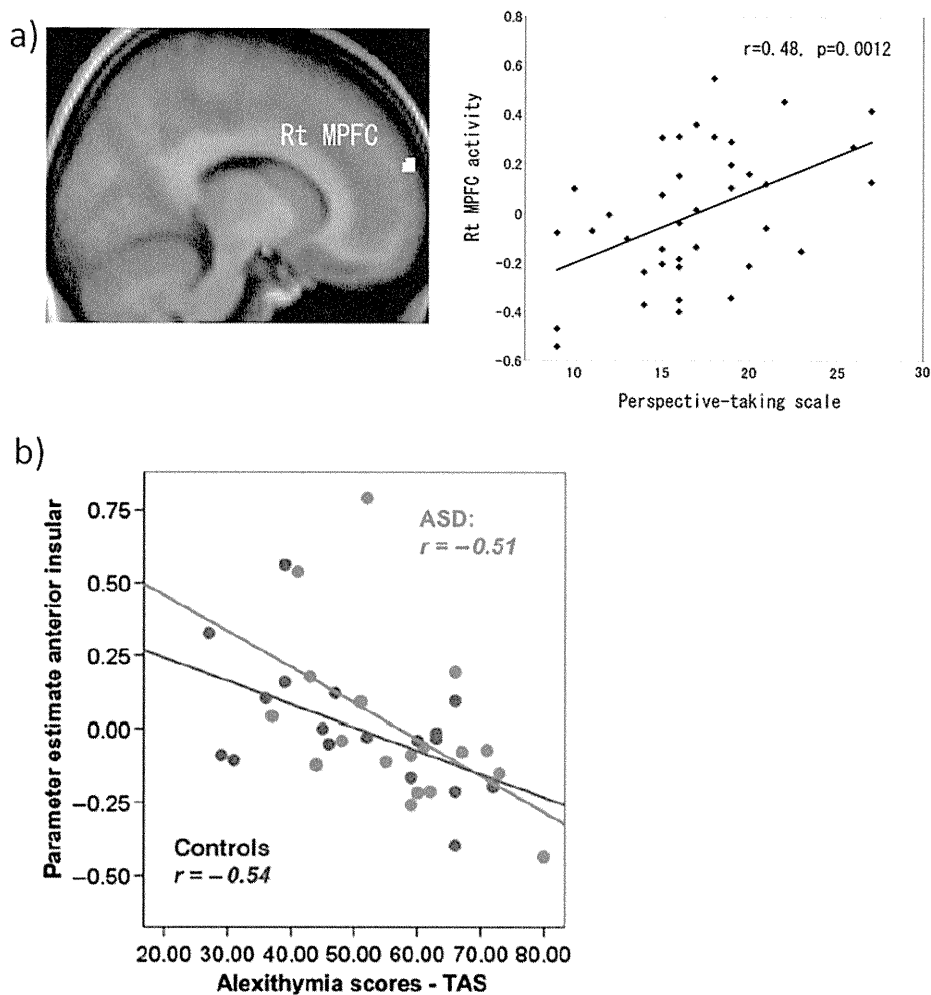 a)
Rt MPFC
r=0.48, p=0.0012
Rt MPFC activity
0.8
0.6
0.4
0.2
0
-0.2
-0.4
-0.6
10 15 20 25 30
Perspective-taking scale
b)
ASD:
r = −0.51
Parameter estimate anterior insular
0.75
0.50
0.25
0.00
−0.25
−0.50
Controls
r = −0.54
20.00 30.00 40.00 50.00 60.00 70.00 80.00
Alexithymia scores - TAS